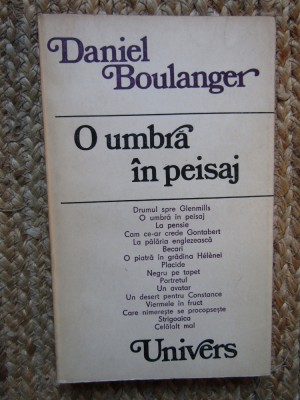 Daniel
Boulanger
O umbră
în peisaj
Drumul spre Glenmills
O umbră în peisaj
La pensie
Cam ce-ar crede Gontabert
La pălăria englezească
Becari
O piatră în grădina Hélènei
Placide
Negru pe tapet
Portretul
Un avatar
Un desert pentru Constance
Viermele în fruct
Care nimerește se procopsește
Strigoaica
Celălalt mal
Univers